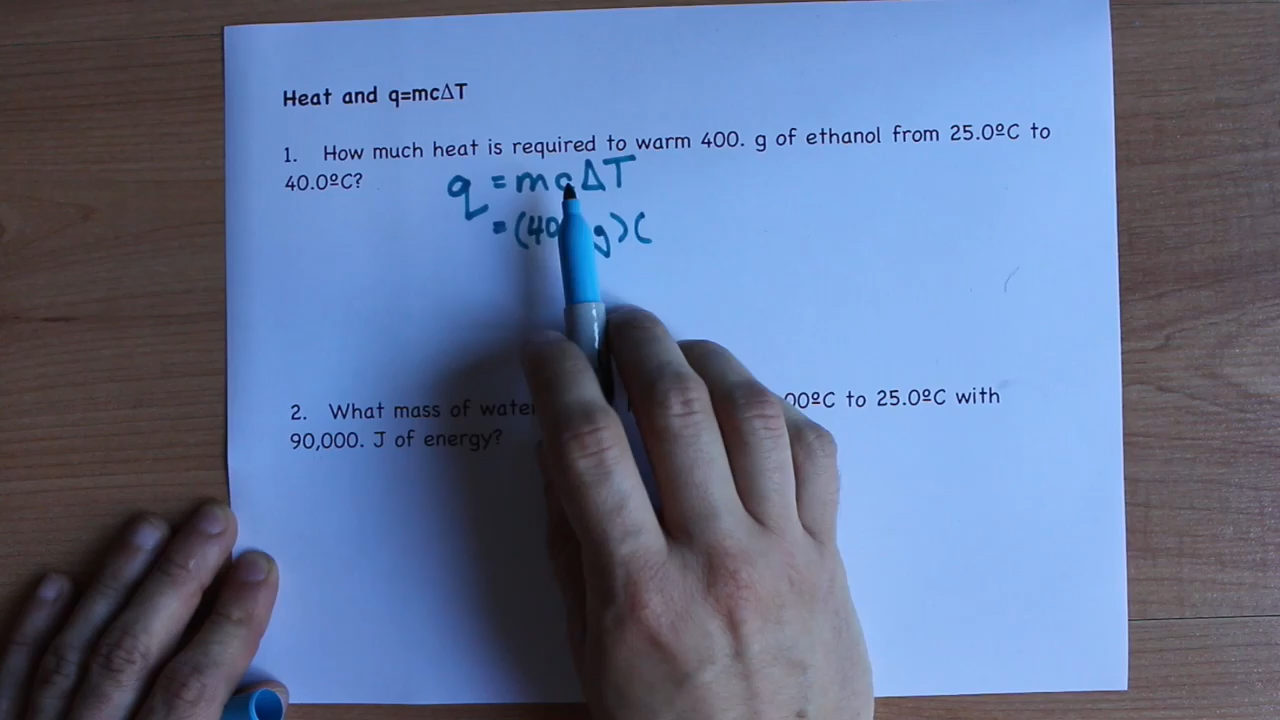 Heat and q=mcΔT
1. How much heat is required to warm 400. g of ethanol from 25.0ºC to
40.0ºC?
q = mcΔT
= (40 g) (
2. What mass of water 00ºC to 25.0ºC with
90,000. J of energy?